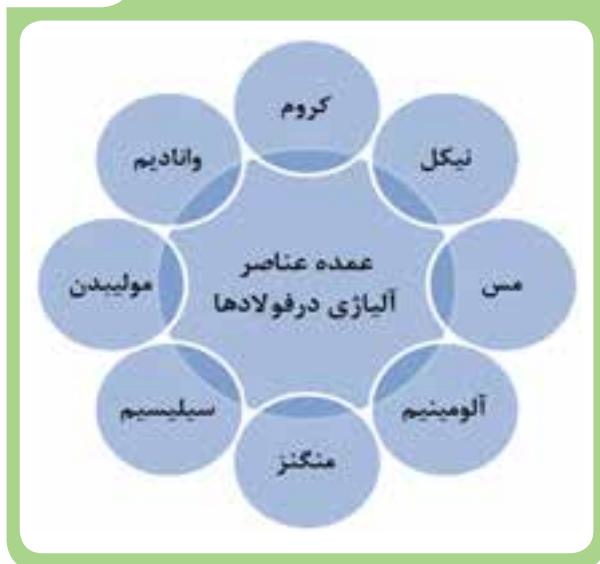 عمده عناصر
آلیاژی درفولادها
کروم
نیکل
مس
آلومینیم
منگنز
سیلیسیم
مولیبدن
وانادیم